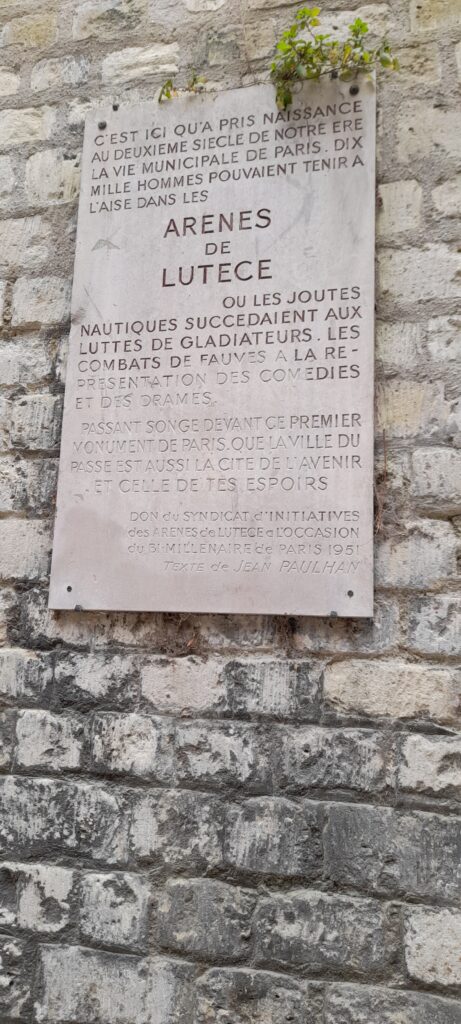 C'EST ICI QU'A PRIS NAISSANCE
AU DEUXIEME SIECLE DE NOTRE ERE
LA VIE MUNICIPALE DE PARIS. DIX
MILLE HOMMES POUVAIENT TENIR A
L'AISE DANS LES
ARENES
DE
LUTECE
OU LES JOUTES
NAUTIQUES SUCCEDAIENT AUX
LUTTES DE GLADIATEURS. LES
COMBATS DE FAUVES A LA RE-
PRESENTATION DES COMEDIES
ET DES DRAMES.
PASSANT SONGE DEVANT CE PREMIER
MONUMENT DE PARIS. QUE LA VILLE DU
PASSE EST AUSSI LA CITE DE L'AVENIR
ET CELLE DE TES ESPOIRS
DON du SYNDICAT d'INITIATIVES
des ARENES de LUTECE a L'OCCASION
du BI-MILLENAIRE de PARIS 1951
TEXTE de JEAN PAULHAN